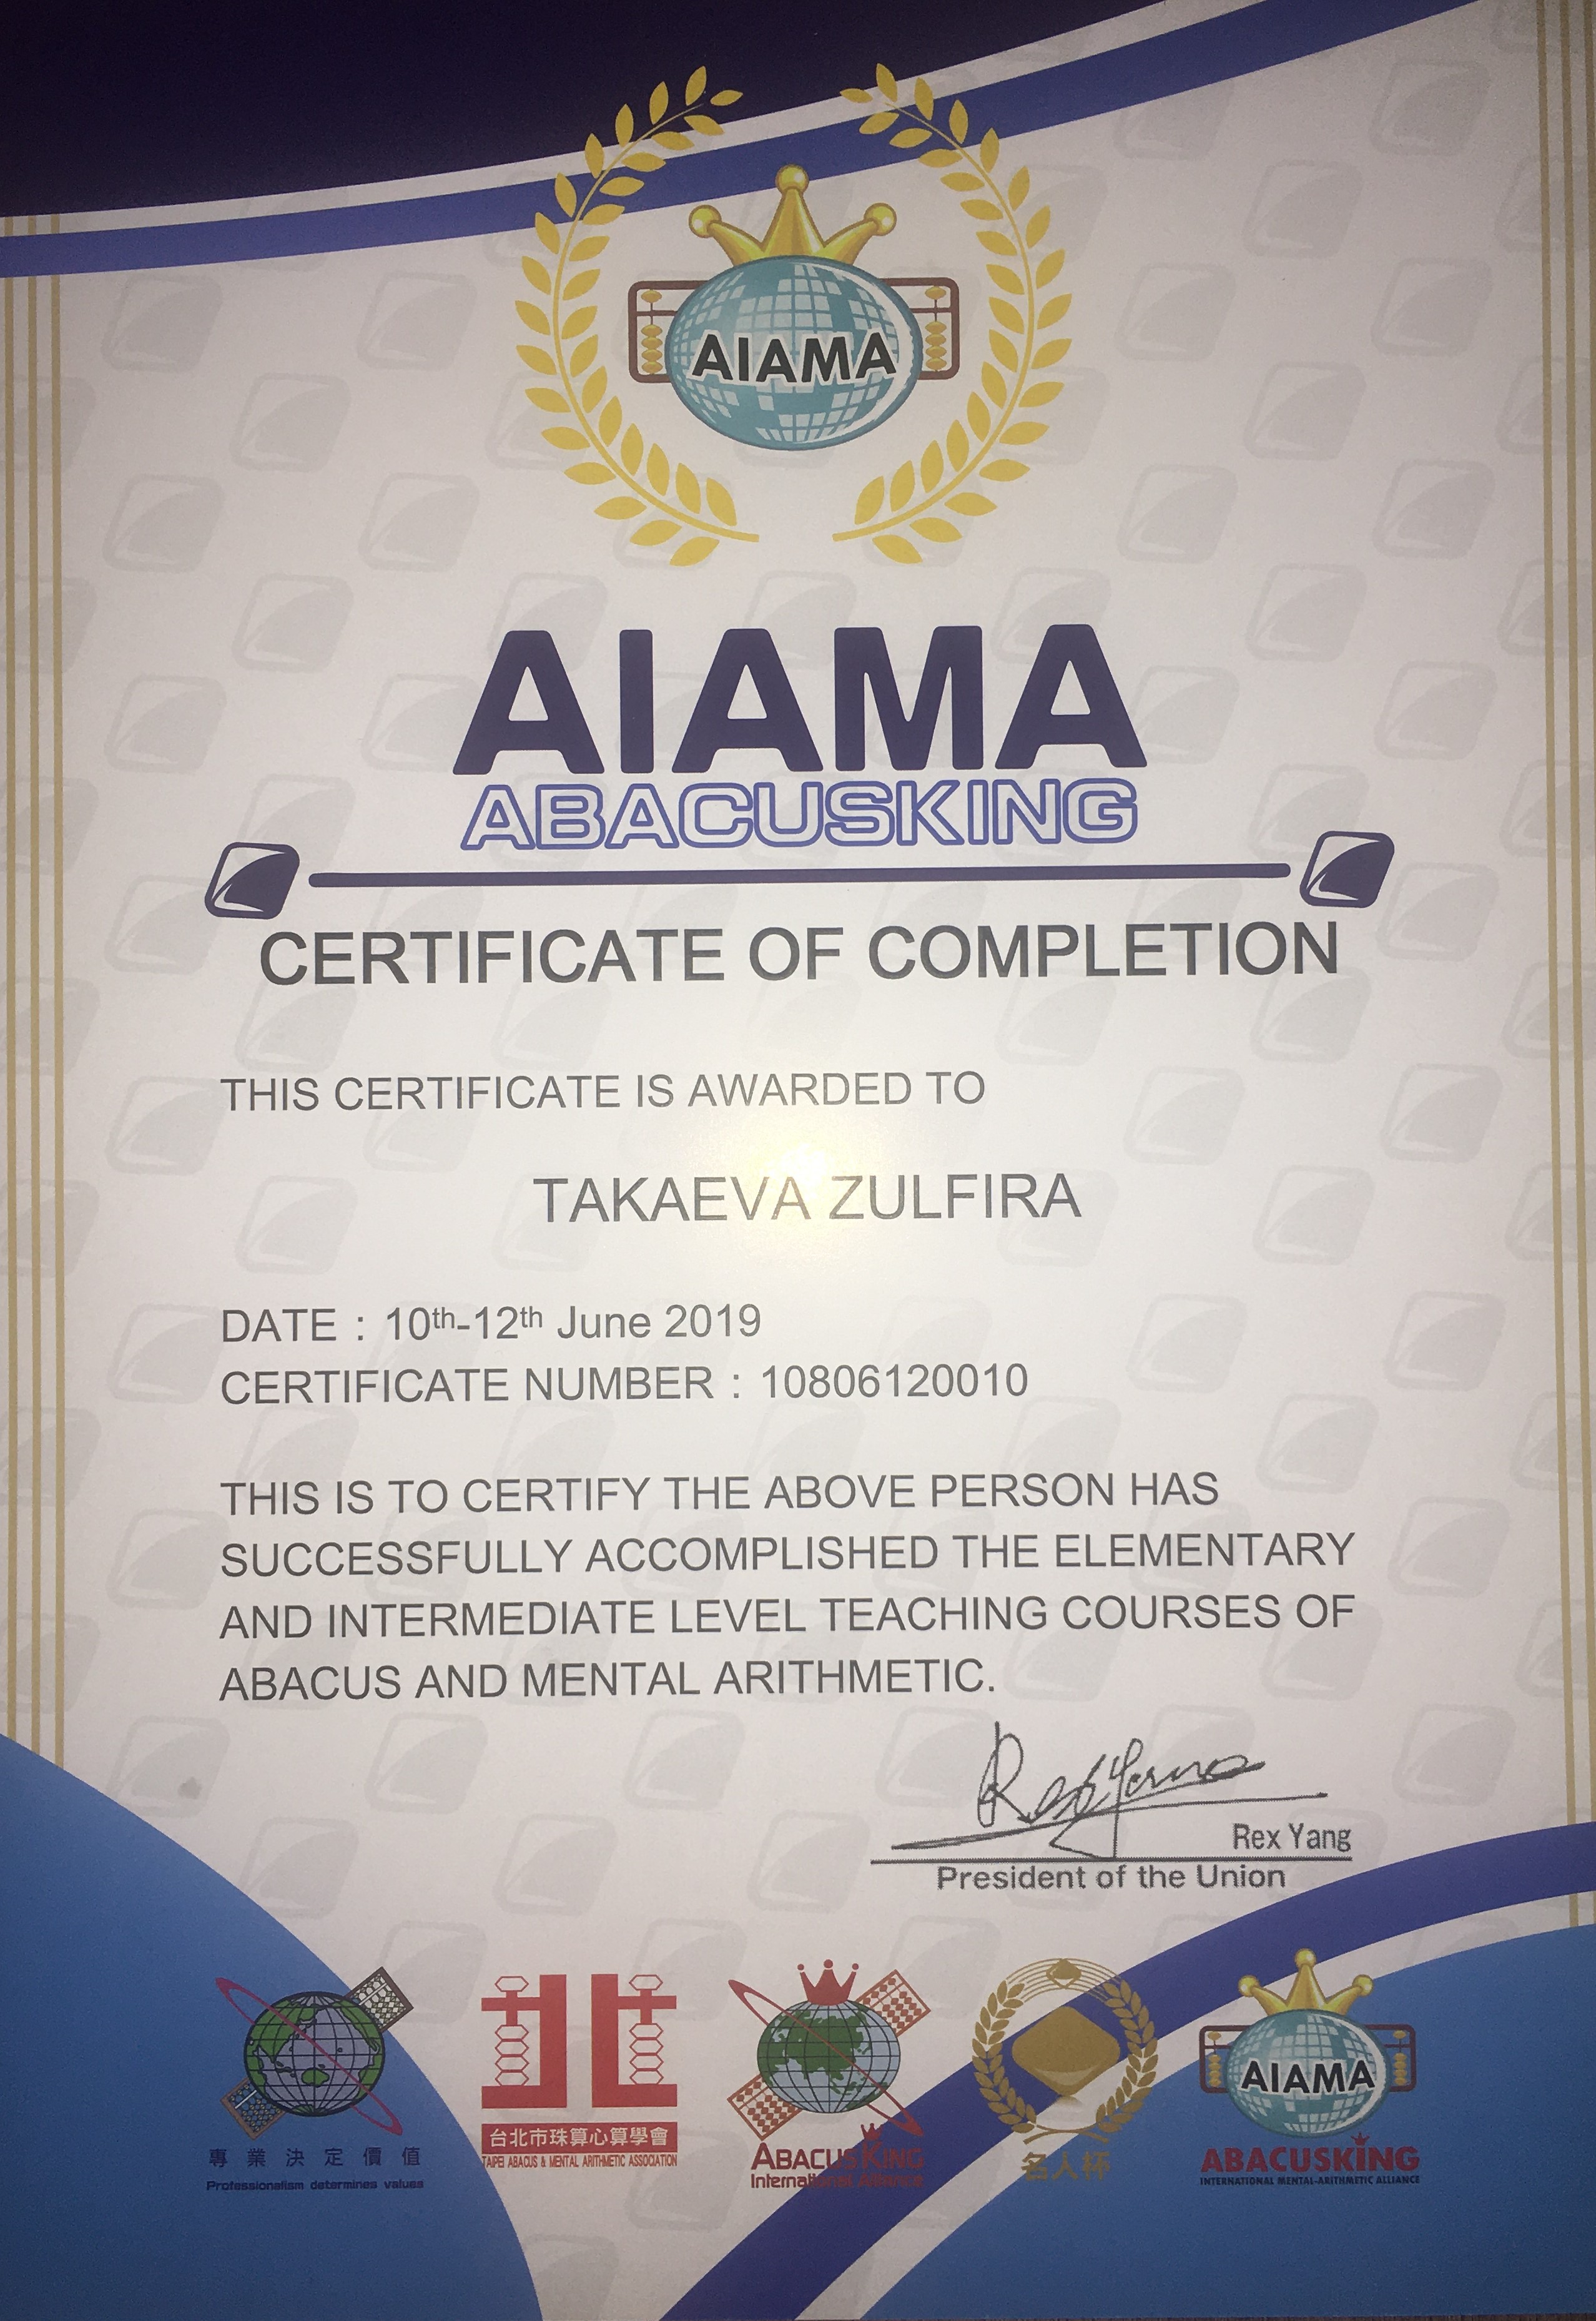 AIAMA
AIAMA
ABACUSKING
CERTIFICATE OF COMPLETION
THIS CERTIFICATE IS AWARDED TO
TAKAEVA ZULFIRA
DATE : 10th-12th June 2019
CERTIFICATE NUMBER : 10806120010
THIS IS TO CERTIFY THE ABOVE PERSON HAS
SUCCESSFULLY ACCOMPLISHED THE ELEMENTARY
AND INTERMEDIATE LEVEL TEACHING COURSES OF
ABACUS AND MENTAL ARITHMETIC.
Rex Yang
Rex Yang
President of the Union
專業決定價值
Professionalism determines values
北
台北市珠算心算學會
TAIPEI ABACUS & MENTAL ARITHMETIC ASSOCIATION
ABACUS KING
International Alliance
名人杯
AIAMA
ABACUSKING
INTERNATIONAL MENTAL-ARITHMETIC ALLIANCE